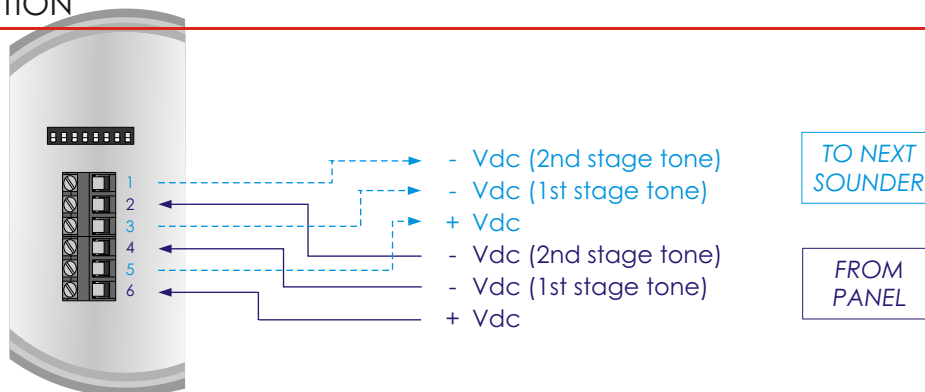 TION
1
2
3
4
5
6
- Vdc (2nd stage tone)
- Vdc (1st stage tone)
+ Vdc
- Vdc (2nd stage tone)
- Vdc (1st stage tone)
+ Vdc
TO NEXT
SOUNDER
FROM
PANEL